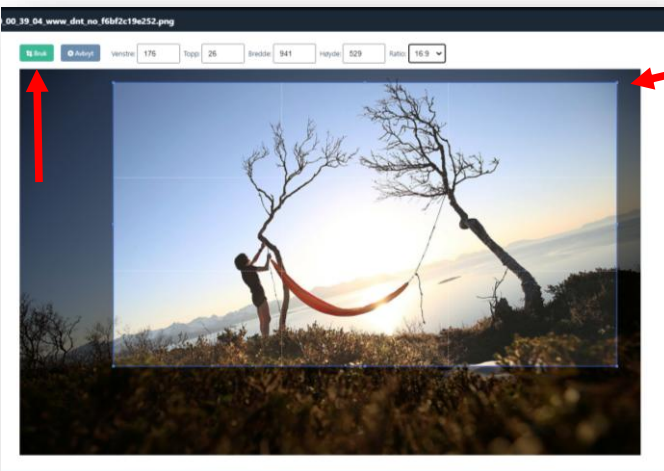 _00_39_04_www_dnt_no_f6bf2c19e252.png
Bruk Avbryt Venstre: 176 Topp: 26 Bredde: 941 Høyde: 529 Ratio: 16:9